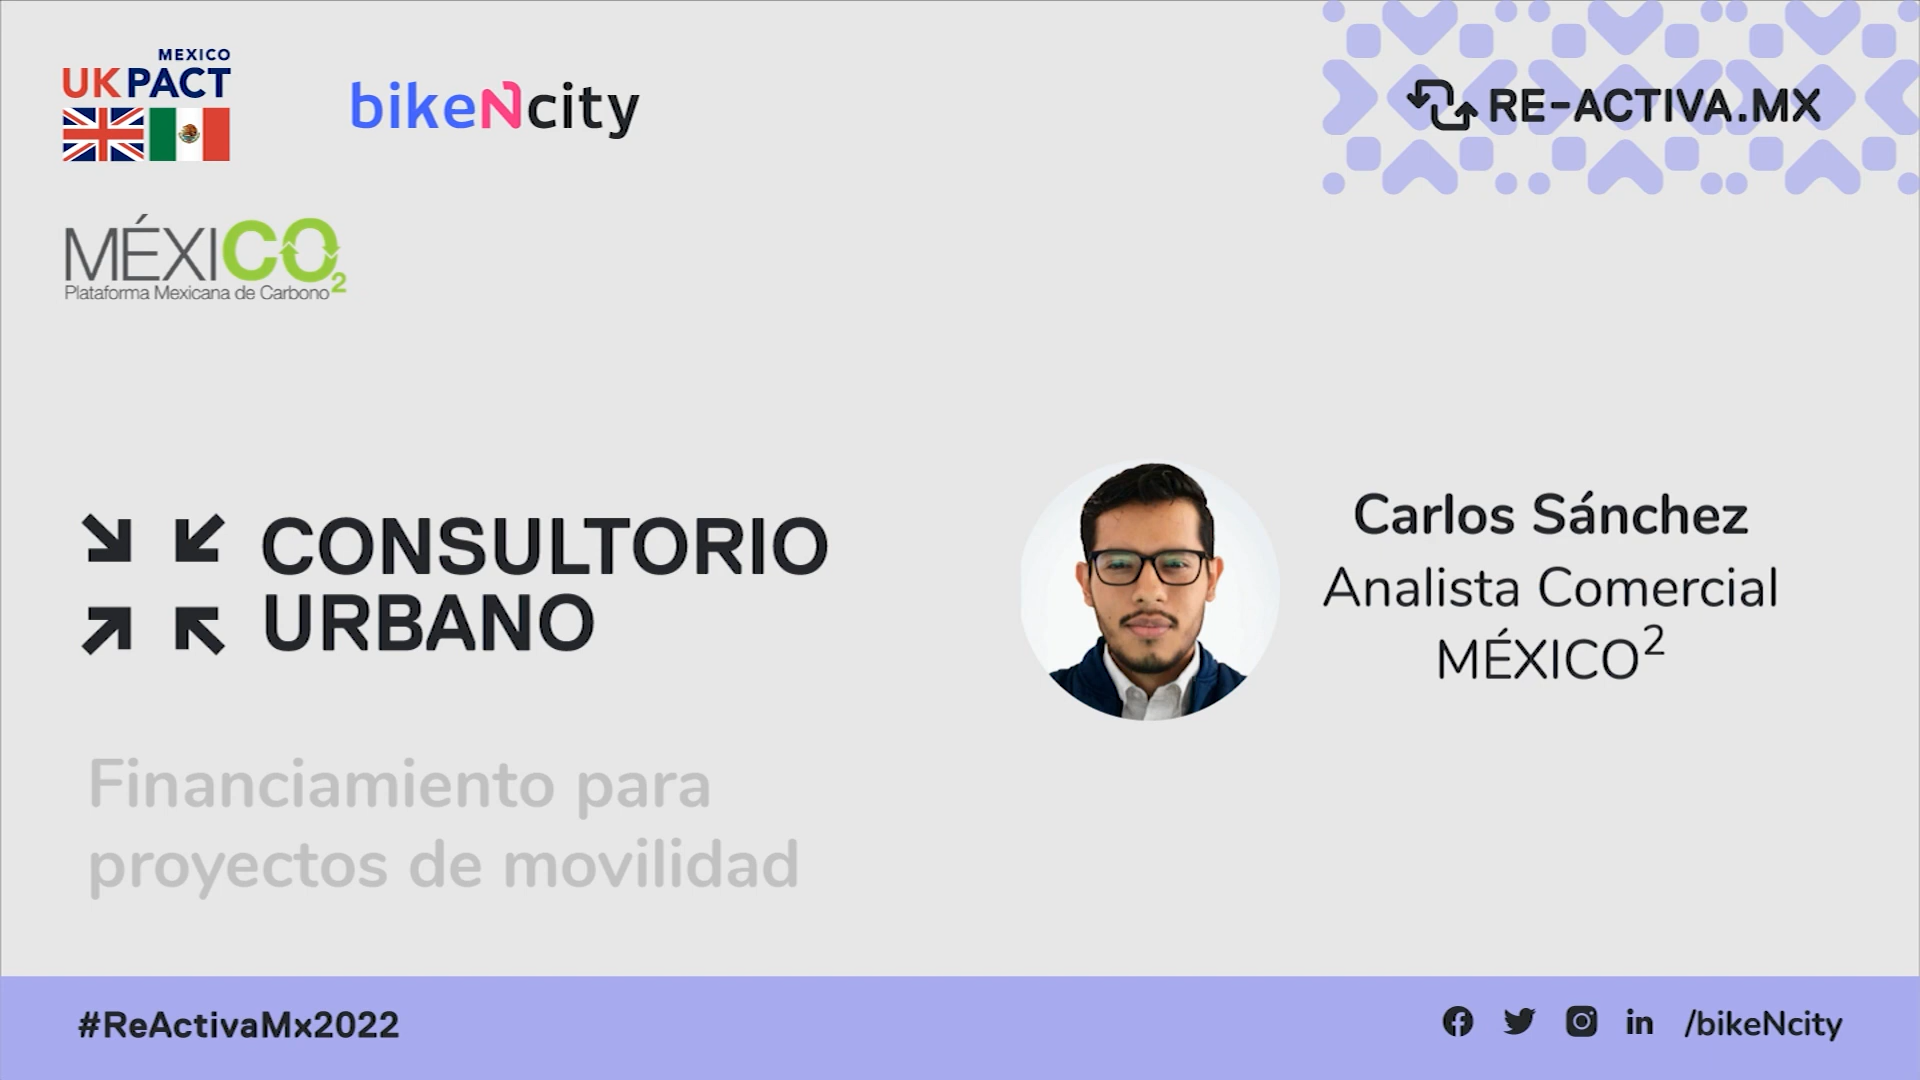 MEXICO
UK PACT
bikeNcity
RE-ACTIVA.MX
MÉXICO2
Plataforma Mexicana de Carbono
CONSULTORIO
URBANO
Carlos Sánchez
Analista Comercial
MÉXICO²
Financiamiento para
proyectos de movilidad
#ReActivaMx2022
in /bikeNcity